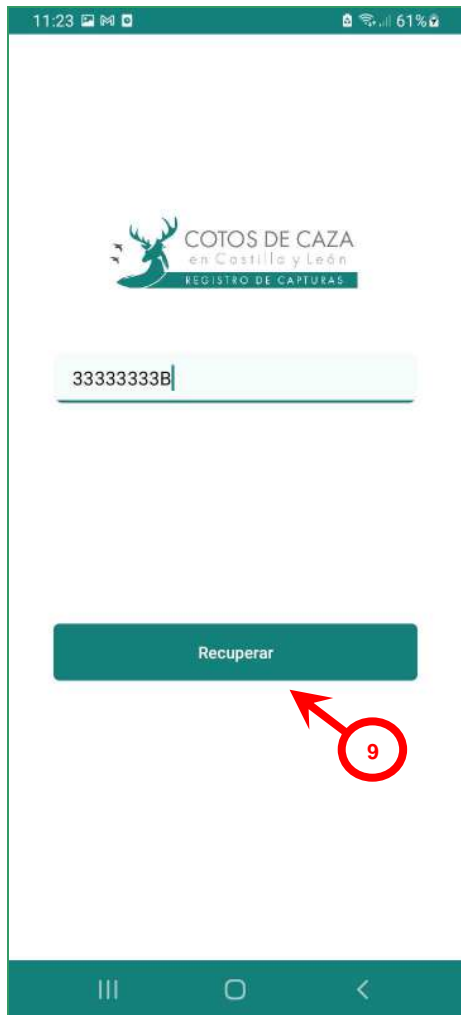 11:23 61%
COTOS DE CAZA
en Castilla y León
REGISTRO DE CAPTURAS
33333333B
Recuperar
9